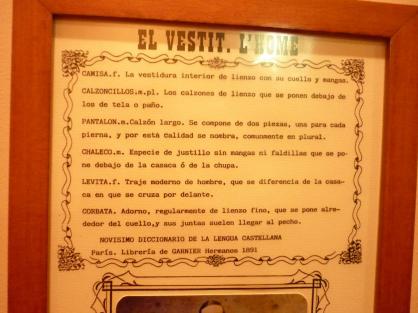 EL VESTIT. L'HOME
CAMISA.f. La vestidura interior de lienzo con su cuello y mangas.
CALZONCILLOS.m.pl. Los calzones de lienzo que se ponen debajo de
los de tela o paño.
PANTALON.m.Calzón largo. Se compone de dos piezas, una para cada
pierna, y por està calidad se nombra, comunmente en plural.
CHALECO.m. Especie de justillo sin mangas ni faldillas que se po-
ne debajo de la casaca ó de la chupa.
LEVITA.f. Traje moderno de hombre, que se diferencia de la casa-
ca en que se cruza por delante.
CORBATA. Adorno, regularmente de lienzo fino, que se pone alre-
dedor del cuello,y sus juntas suelen llegar al pecho.
NOVISIMO DICCIONARIO DE LA LENGUA CASTELLANA
París. Librería de GARNIER Hermanos 1891